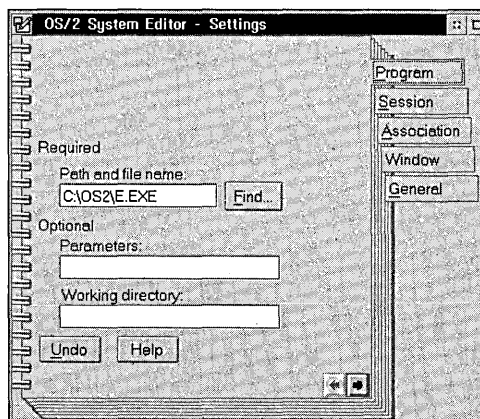 OS/2 System Editor - Settings
Program
Session
Association
Window
General
Required
Path and file name:
C:\OS2\E.EXE
Find...
Optional
Parameters:
Working directory:
Undo
Help